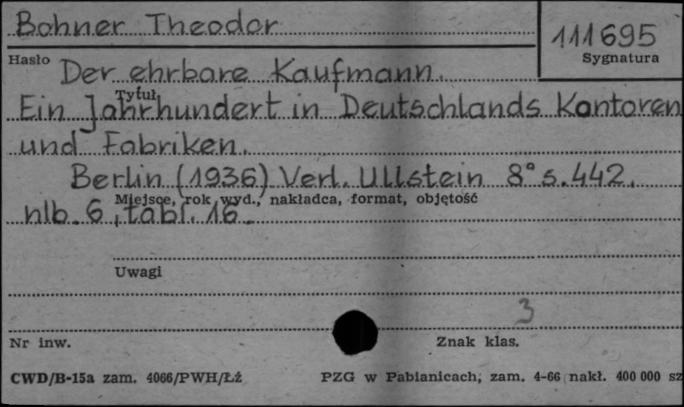 Bohner Theodor
111695
Hasło
Sygnatura
Der ehrbare Kaufmann.
Tytuł
Ein Jahrhundert in Deutschlands Kontoren
und Fabriken.
Berlin (1936) Verl. Ullstein 8° s. 442,
Miejsce, rok wyd., nakładca, format, objętość
nlb. 6, tabl. 16.
Uwagi
3
Nr inw.
Znak klas.
CWD/B-15a zam. 4066/PWH/Łź
PZG w Pabianicach, zam. 4-66 nakł. 400 000 sz